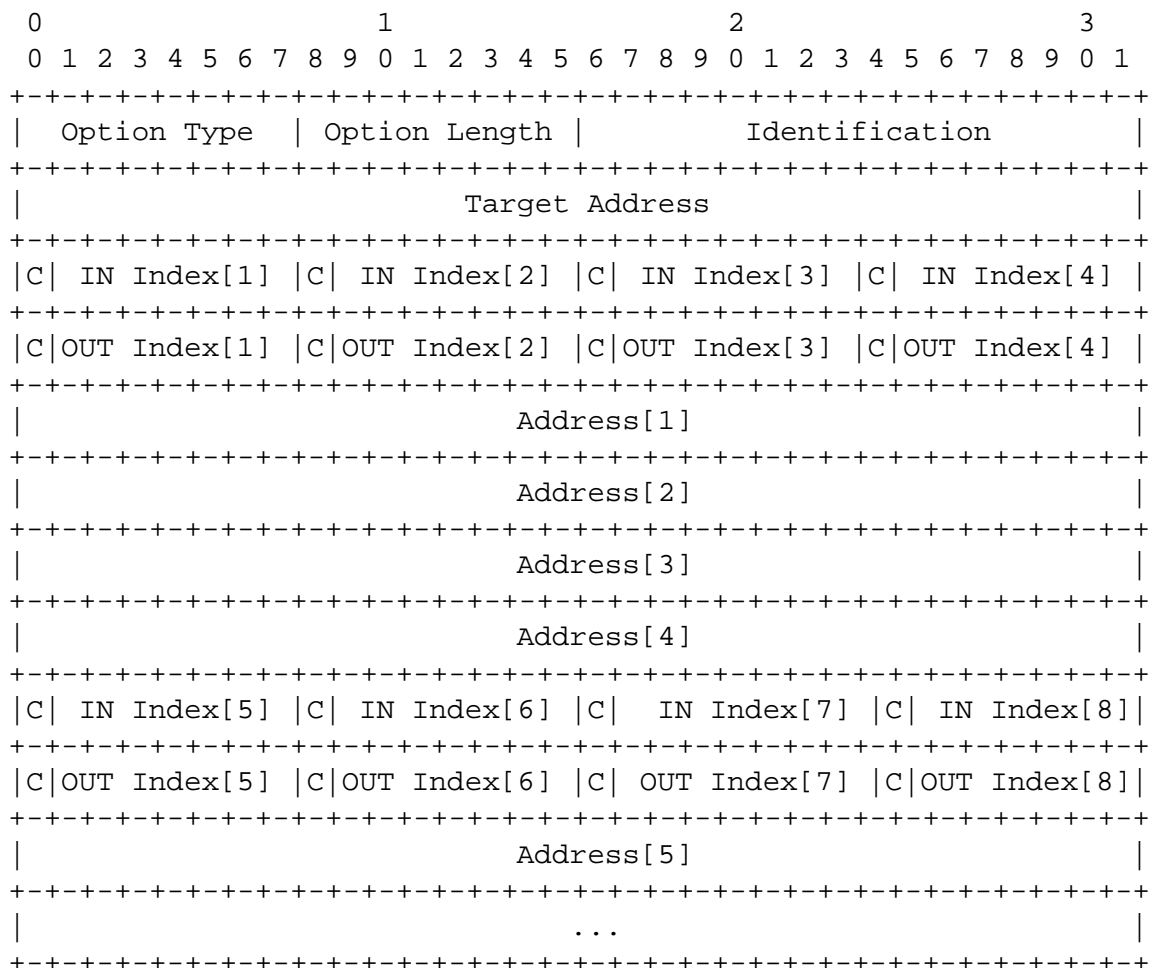 0                   1                   2                   3
 0 1 2 3 4 5 6 7 8 9 0 1 2 3 4 5 6 7 8 9 0 1 2 3 4 5 6 7 8 9 0 1
+-+-+-+-+-+-+-+-+-+-+-+-+-+-+-+-+-+-+-+-+-+-+-+-+-+-+-+-+-+-+-+-+
|  Option Type  | Option Length |         Identification        |
+-+-+-+-+-+-+-+-+-+-+-+-+-+-+-+-+-+-+-+-+-+-+-+-+-+-+-+-+-+-+-+-+
|                         Target Address                        |
+-+-+-+-+-+-+-+-+-+-+-+-+-+-+-+-+-+-+-+-+-+-+-+-+-+-+-+-+-+-+-+-+
|C| IN Index[1] |C| IN Index[2] |C| IN Index[3] |C| IN Index[4] |
+-+-+-+-+-+-+-+-+-+-+-+-+-+-+-+-+-+-+-+-+-+-+-+-+-+-+-+-+-+-+-+-+
|C|OUT Index[1] |C|OUT Index[2] |C|OUT Index[3] |C|OUT Index[4] |
+-+-+-+-+-+-+-+-+-+-+-+-+-+-+-+-+-+-+-+-+-+-+-+-+-+-+-+-+-+-+-+-+
|                            Address[1]                         |
+-+-+-+-+-+-+-+-+-+-+-+-+-+-+-+-+-+-+-+-+-+-+-+-+-+-+-+-+-+-+-+-+
|                            Address[2]                         |
+-+-+-+-+-+-+-+-+-+-+-+-+-+-+-+-+-+-+-+-+-+-+-+-+-+-+-+-+-+-+-+-+
|                            Address[3]                         |
+-+-+-+-+-+-+-+-+-+-+-+-+-+-+-+-+-+-+-+-+-+-+-+-+-+-+-+-+-+-+-+-+
|                            Address[4]                         |
+-+-+-+-+-+-+-+-+-+-+-+-+-+-+-+-+-+-+-+-+-+-+-+-+-+-+-+-+-+-+-+-+
|C| IN Index[5] |C| IN Index[6] |C|  IN Index[7] |C| IN Index[8]|
+-+-+-+-+-+-+-+-+-+-+-+-+-+-+-+-+-+-+-+-+-+-+-+-+-+-+-+-+-+-+-+-+
|C|OUT Index[5] |C|OUT Index[6] |C| OUT Index[7] |C|OUT Index[8]|
+-+-+-+-+-+-+-+-+-+-+-+-+-+-+-+-+-+-+-+-+-+-+-+-+-+-+-+-+-+-+-+-+
|                            Address[5]                         |
+-+-+-+-+-+-+-+-+-+-+-+-+-+-+-+-+-+-+-+-+-+-+-+-+-+-+-+-+-+-+-+-+
|                               ...                             |
+-+-+-+-+-+-+-+-+-+-+-+-+-+-+-+-+-+-+-+-+-+-+-+-+-+-+-+-+-+-+-+-+